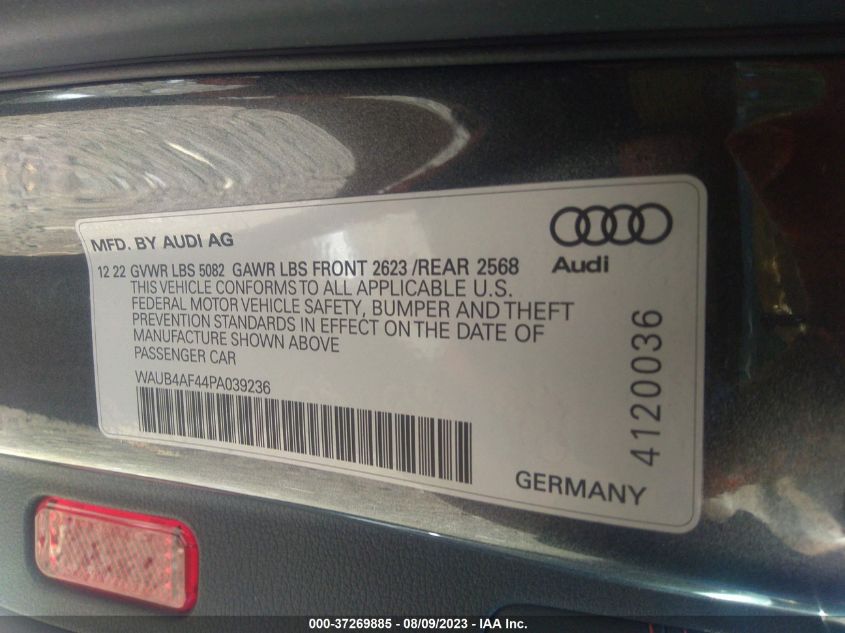 MFD. BY AUDI AG
12 22 GVWR LBS 5082 GAWR LBS FRONT 2623 /REAR 2568
THIS VEHICLE CONFORMS TO ALL APPLICABLE U.S.
FEDERAL MOTOR VEHICLE SAFETY, BUMPER AND THEFT
PREVENTION STANDARDS IN EFFECT ON THE DATE OF
MANUFACTURE SHOWN ABOVE
PASSENGER CAR
WAUB4AF44PA039236
Audi
4120036
GERMANY
000-37269885 - 08/09/2023 - IAA Inc.